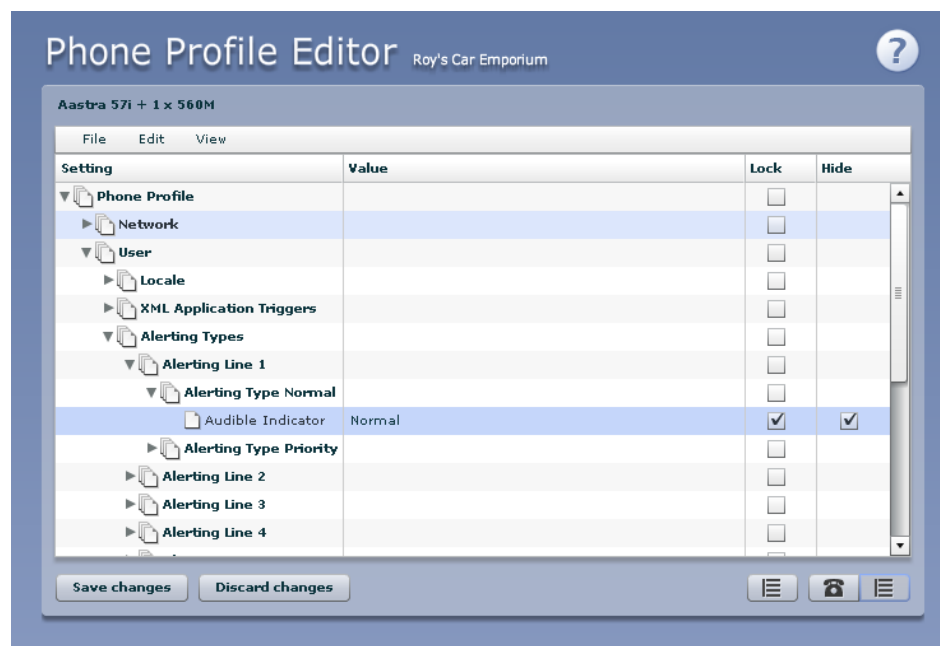 Phone Profile Editor Roy's Car Emporium
?
Aastra 57i + 1 x 560M
File Edit View
Setting Value Lock Hide
Phone Profile
Network
User
Locale
XML Application Triggers
Alerting Types
Alerting Line 1
Alerting Type Normal
Audible Indicator Normal
Alerting Type Priority
Alerting Line 2
Alerting Line 3
Alerting Line 4
Save changes Discard changes